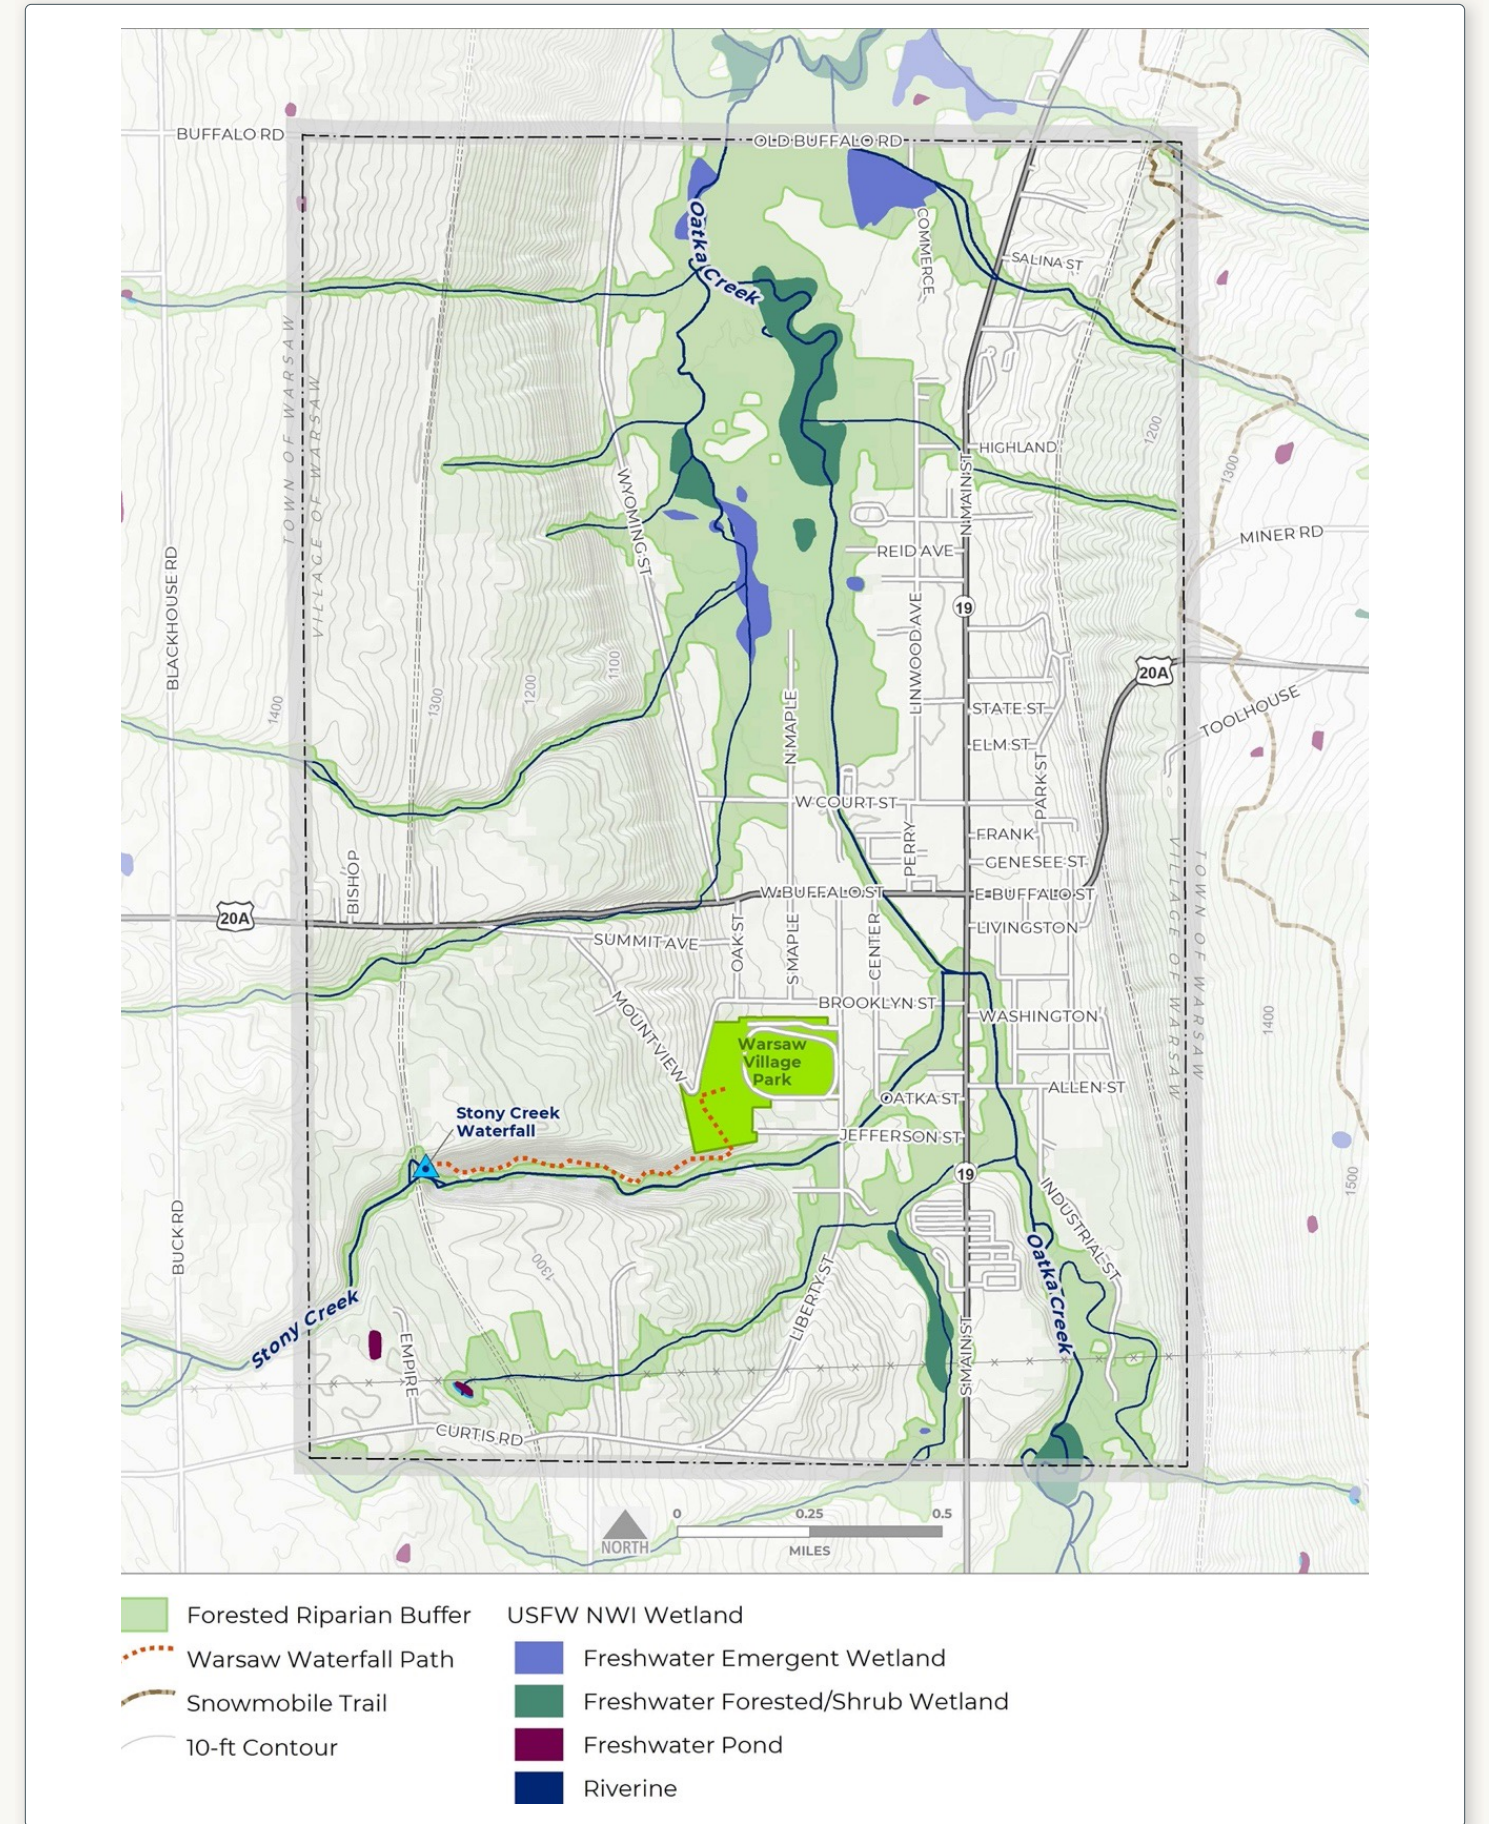 BUFFALO RD
OLD BUFFALO RD
Oatka Creek
COMMERCE
SALINA ST
TOWN OF WARSAW
VILLAGE OF WARSAW
HIGHLAND
1200
1300
N MAIN ST
WYOMING ST
MINER RD
REID AVE
BLACKHOUSE RD
19
LINWOOD AVE
1100
1200
1300
1400
20A
N MAPLE
STATE ST
TOOLHOUSE
ELM ST
PARK ST
W COURT ST
FRANK
PERRY
GENESEE ST
BISHOP
W BUFFALO ST
E BUFFALO ST
20A
LIVINGSTON
SUMMIT AVE
OAK ST
S MAPLE
CENTER
VILLAGE OF WARSAW
TOWN OF WARSAW
BROOKLYN ST
WASHINGTON
1400
MOUNT VIEW
Warsaw
Village
Park
ALLEN ST
OATKA ST
Stony Creek
Waterfall
JEFFERSON ST
19
1500
BUCK RD
INDUSTRIAL ST
1300
Oatka Creek
LIBERTY ST
Stony Creek
EMPIRE
S MAIN ST
CURTIS RD
NORTH
0
0.25
0.5
MILES
Forested Riparian Buffer
Warsaw Waterfall Path
Snowmobile Trail
10-ft Contour
USFW NWI Wetland
Freshwater Emergent Wetland
Freshwater Forested/Shrub Wetland
Freshwater Pond
Riverine